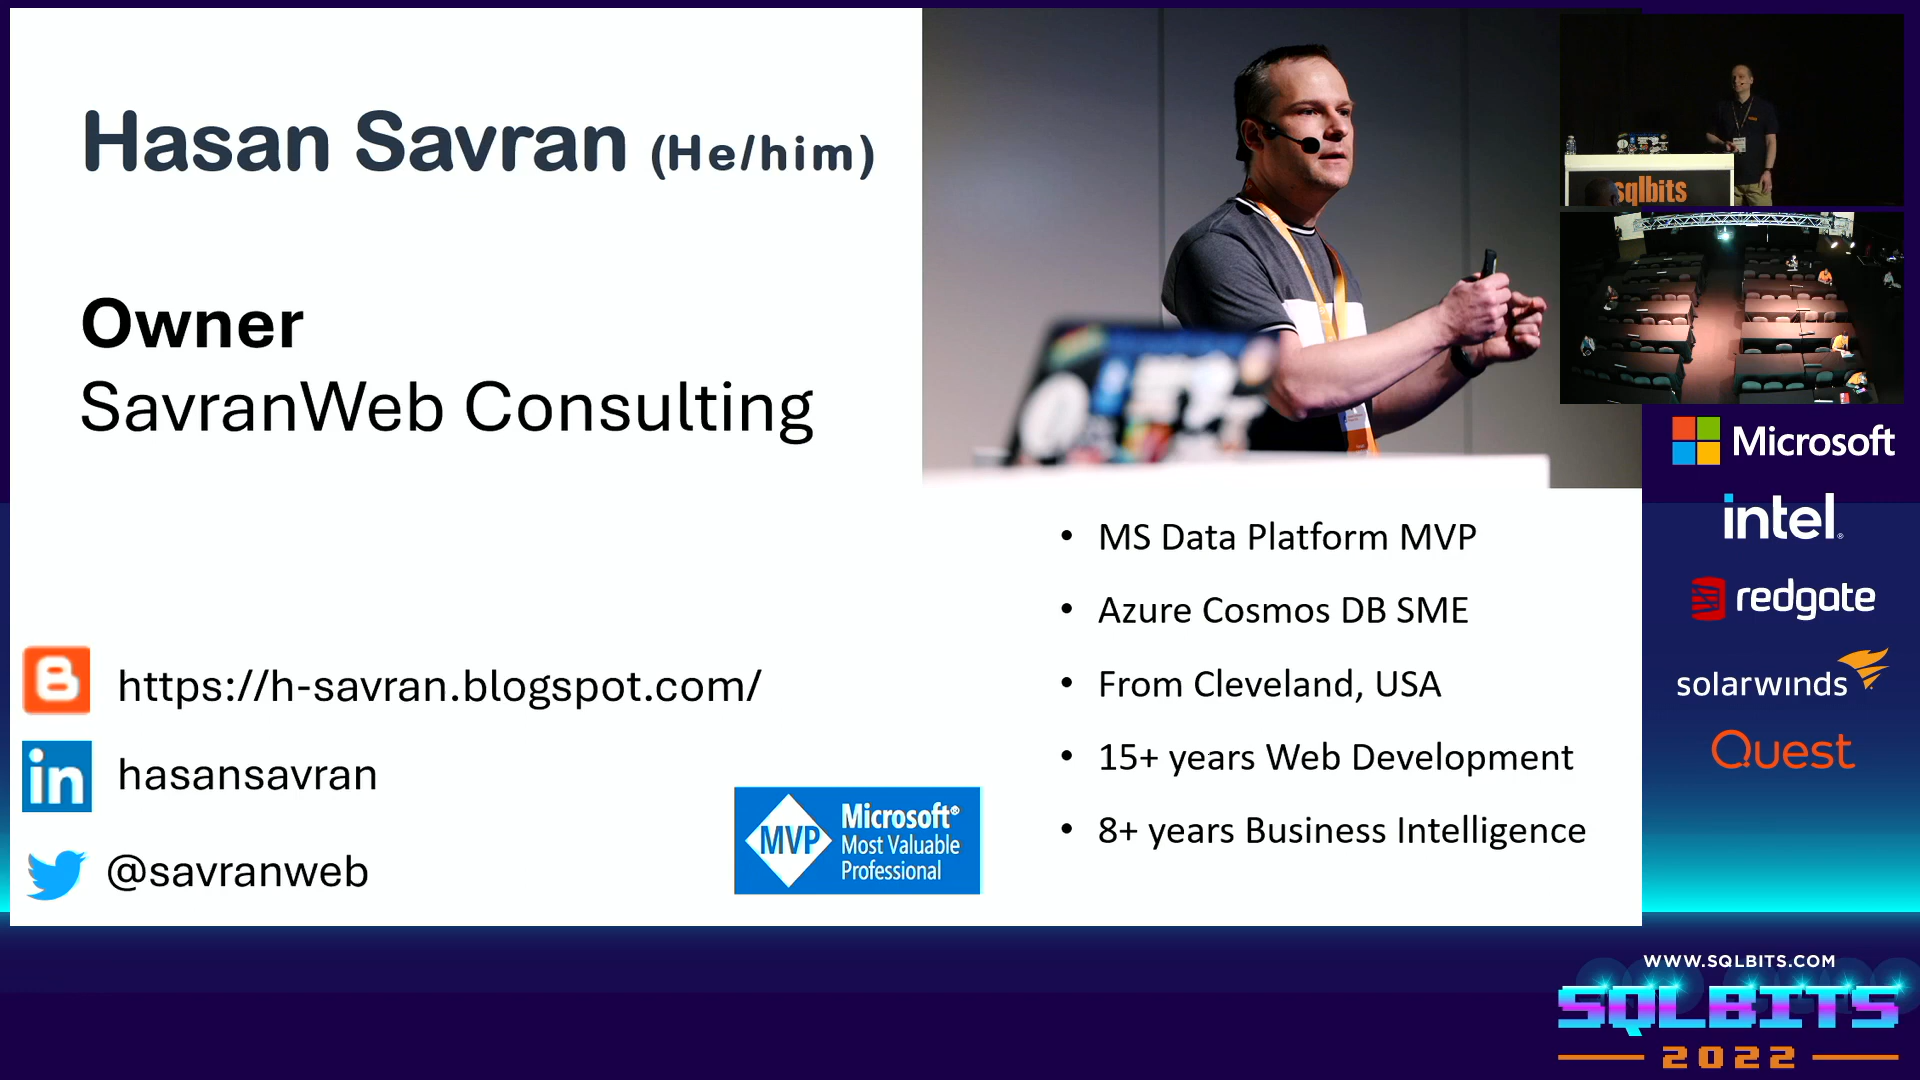 Hasan Savran (He/him)
Owner
SavranWeb Consulting
https://h-savran.blogspot.com/
in hasansavran
@savranweb
MVP
Microsoft®
Most Valuable
Professional
• MS Data Platform MVP
• Azure Cosmos DB SME
• From Cleveland, USA
• 15+ years Web Development
• 8+ years Business Intelligence
sqlbits
Microsoft
intel®
redgate
solarwinds
Quest
WWW.SQLBITS.COM
SQLBITS
2022